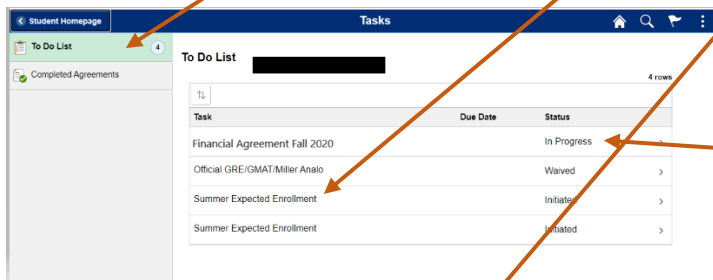 Student Homepage
Tasks
To Do List 4
Completed Agreements
To Do List
4 rows
Task Due Date Status
Financial Agreement Fall 2020 In Progress
Official GRE/GMAT/Miller Analo Waived
Summer Expected Enrollment Initiated
Summer Expected Enrollment Initiated